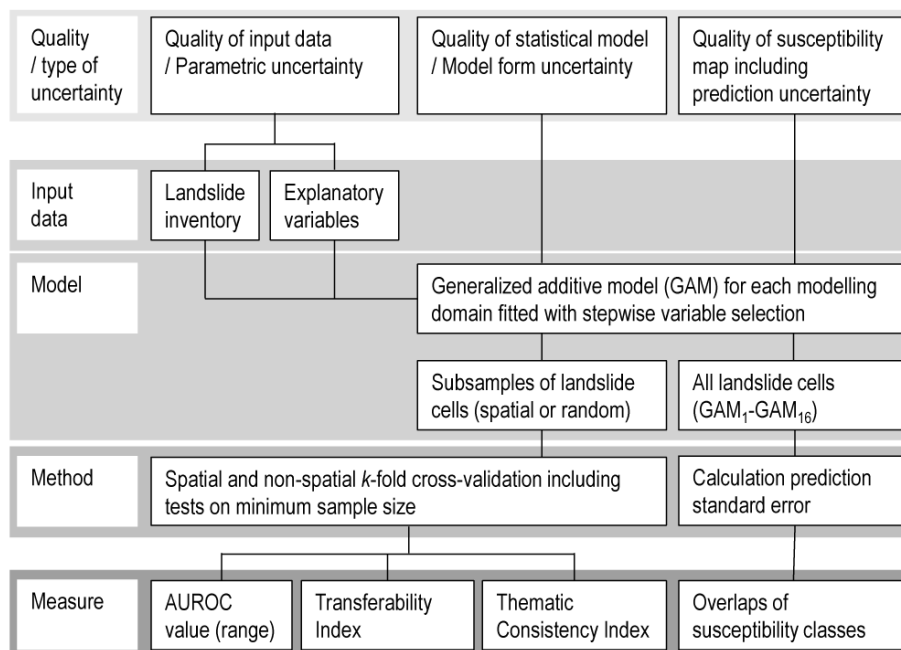 Quality
/ type of
uncertainty
Quality of input data
/ Parametric uncertainty
Quality of statistical model
/ Model form uncertainty
Quality of susceptibility
map including
prediction uncertainty
Input
data
Landslide
inventory
Explanatory
variables
Model
Generalized additive model (GAM) for each modelling
domain fitted with stepwise variable selection
Subsamples of landslide
cells (spatial or random)
All landslide cells
(GAM₁-GAM₁₆)
Method
Spatial and non-spatial k-fold cross-validation including
tests on minimum sample size
Calculation prediction
standard error
Measure
AUROC
value (range)
Transferability
Index
Thematic
Consistency Index
Overlaps of
susceptibility classes